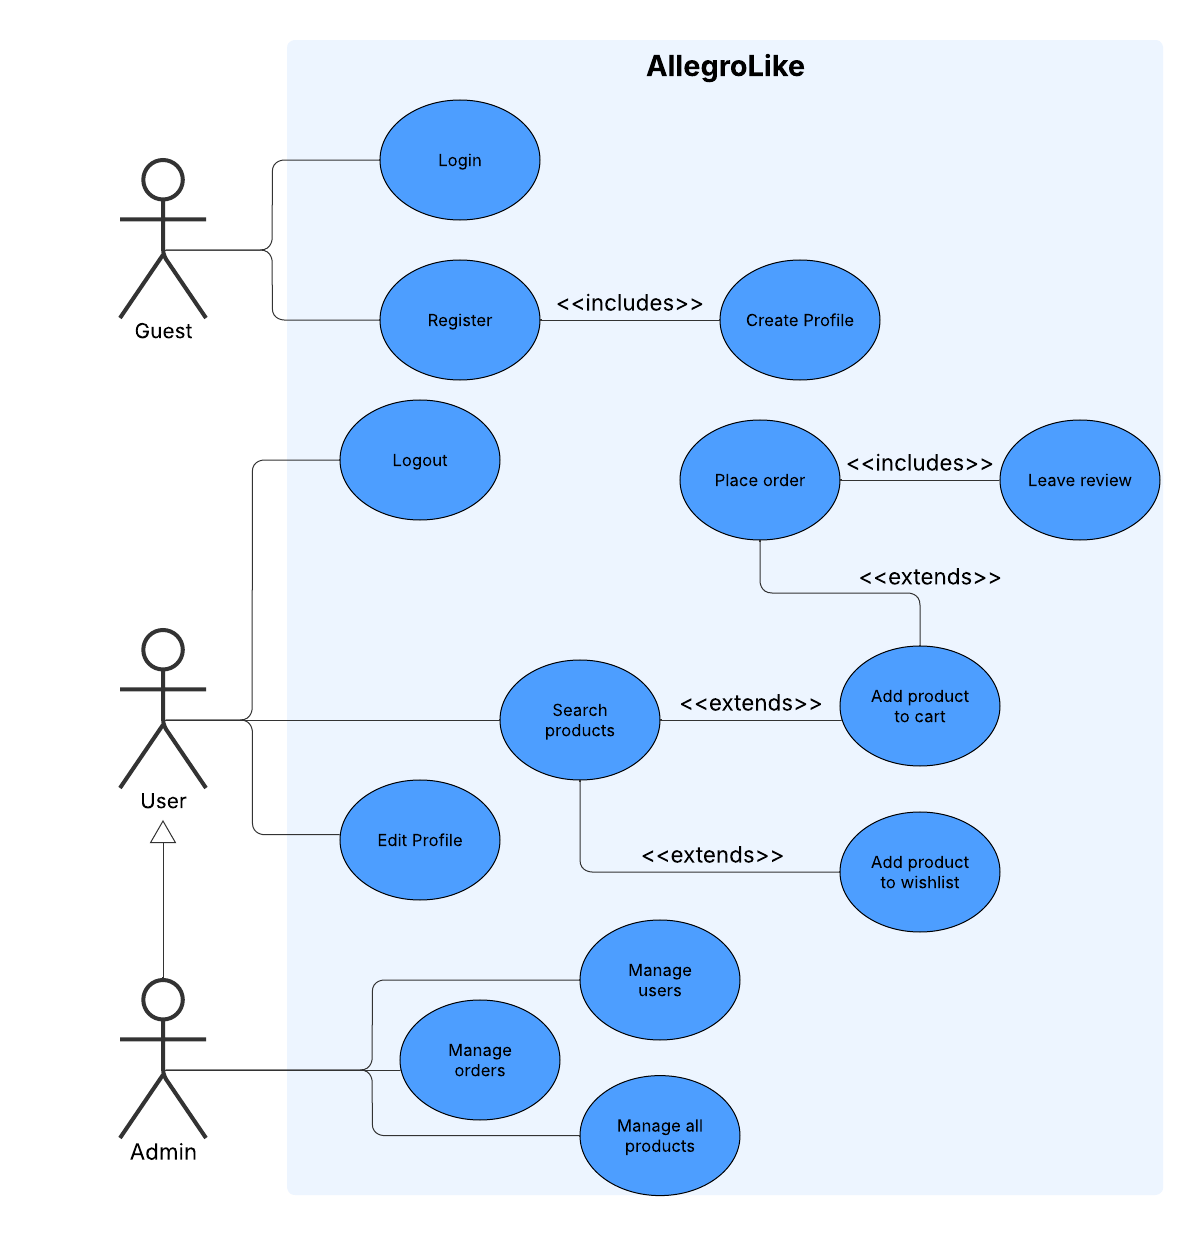 AllegroLike
Login
Guest
Register
<<includes>>
Create Profile
Logout
Place order
<<includes>>
Leave review
<<extends>>
User
Search
products
<<extends>>
Add product
to cart
Edit Profile
<<extends>>
Add product
to wishlist
Admin
Manage
users
Manage
orders
Manage all
products